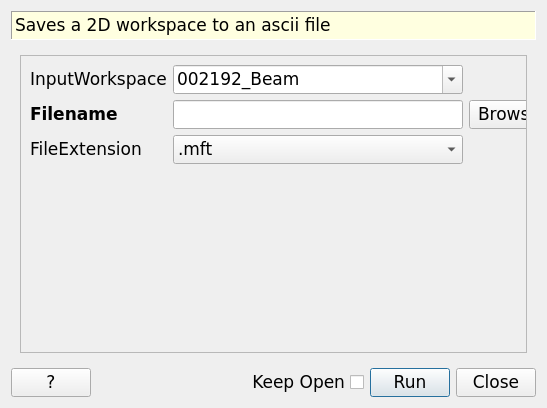 Saves a 2D workspace to an ascii file
InputWorkspace 002192_Beam
Filename Brows
FileExtension .mft
? Keep Open Run Close